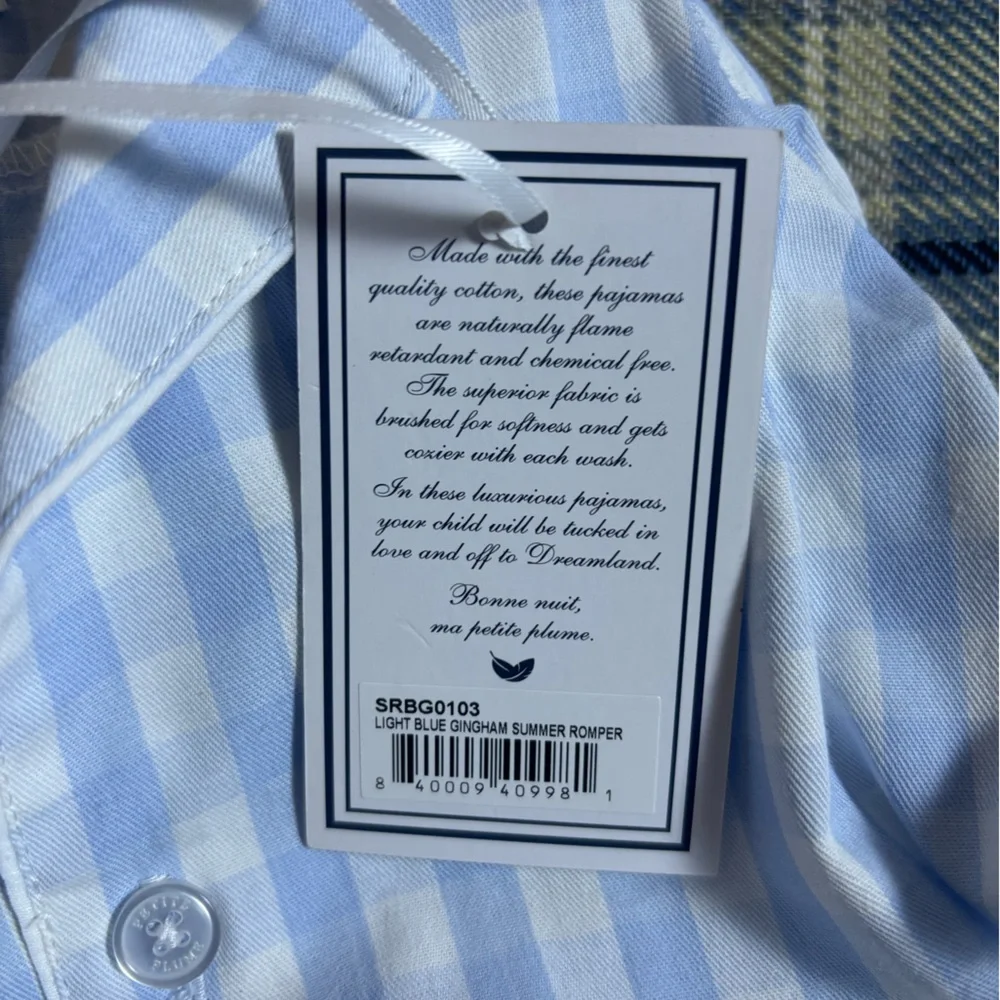 Made with the finest
quality cotton, these pajamas
are naturally flame
retardant and chemical free.
The superior fabric is
brushed for softness and gets
cozier with each wash.
In these luxurious pajamas,
your child will be tucked in
love and off to Dreamland.
Bonne nuit,
ma petite plume.
SRBG0103
LIGHT BLUE GINGHAM SUMMER ROMPER
8 40009 40998 1
PETITE
PLUME